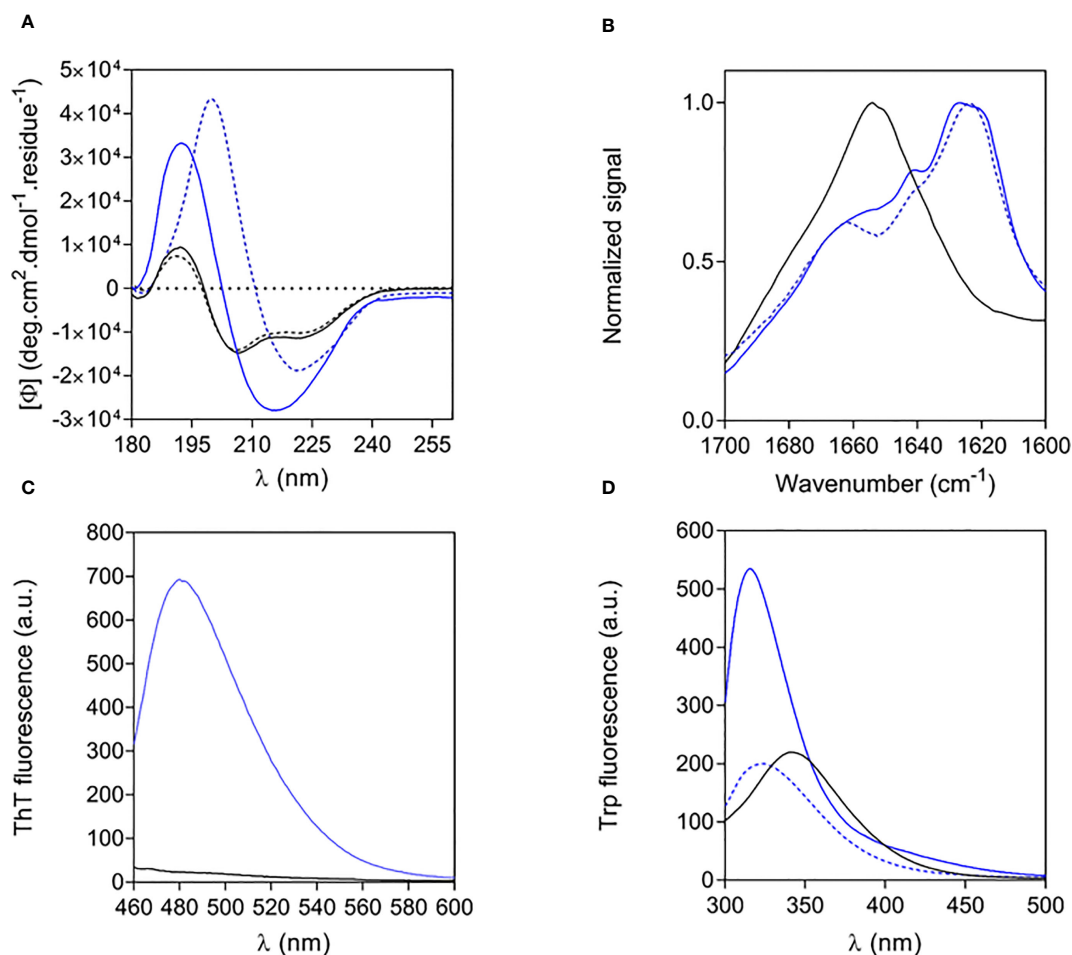 A
[Φ] (deg.cm².dmol⁻¹.residue⁻¹)
5×10⁴
4×10⁴
3×10⁴
2×10⁴
1×10⁴
0
-1×10⁴
-2×10⁴
-3×10⁴
180 195 210 225 240 255
λ (nm)
B
Normalized signal
1.0
0.5
0.0
1700 1680 1660 1640 1620 1600
Wavenumber (cm⁻¹)
C
ThT fluorescence (a.u.)
800
700
600
500
400
300
200
100
0
460 480 500 520 540 560 580 600
λ (nm)
D
Trp fluorescence (a.u.)
600
500
400
300
200
100
0
300 350 400 450 500
λ (nm)